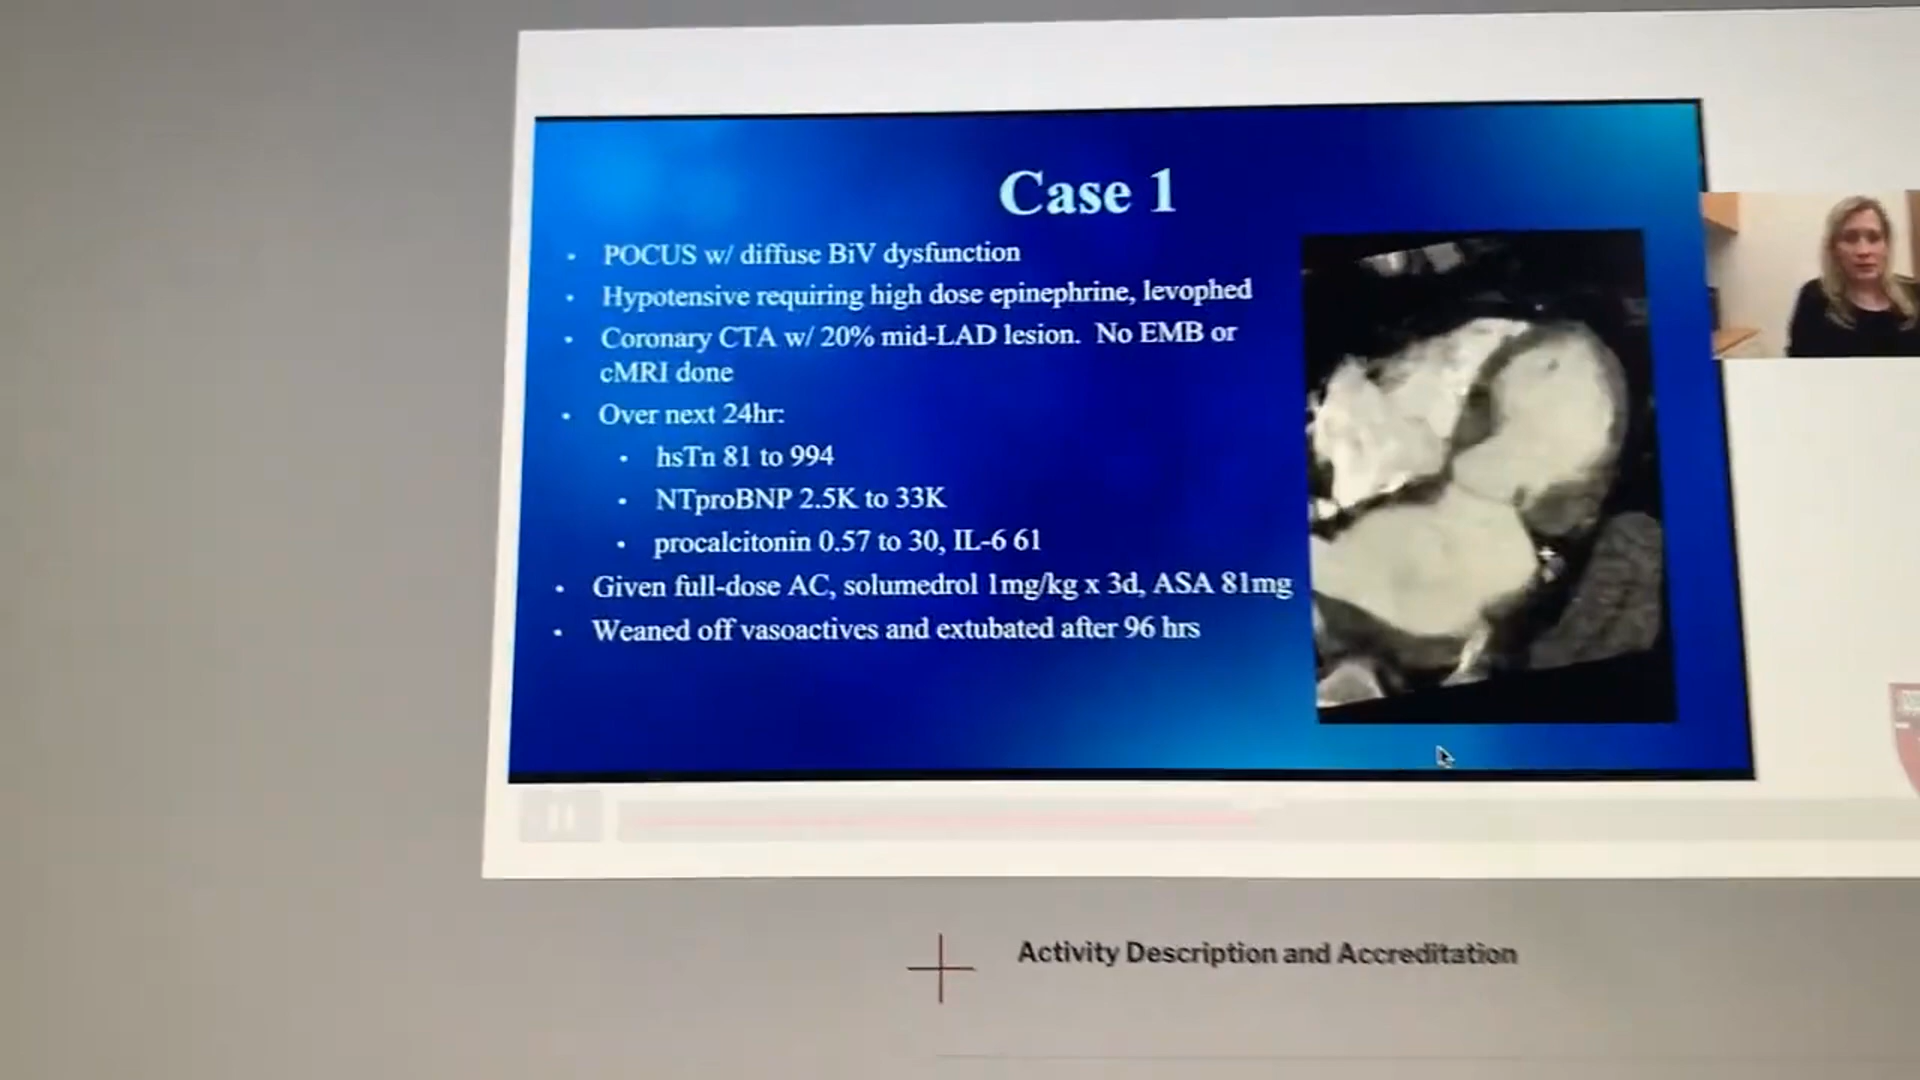 Case 1
• POCUS w/ diffuse BiV dysfunction
• Hypotensive requiring high dose epinephrine, levophed
• Coronary CTA w/ 20% mid-LAD lesion. No EMB or
cMRI done
• Over next 24hr:
• hsTn 81 to 994
• NTproBNP 2.5K to 33K
• procalcitonin 0.57 to 30, IL-6 61
• Given full-dose AC, solumedrol 1mg/kg x 3d, ASA 81mg
• Weaned off vasoactives and extubated after 96 hrs
Activity Description and Accreditation